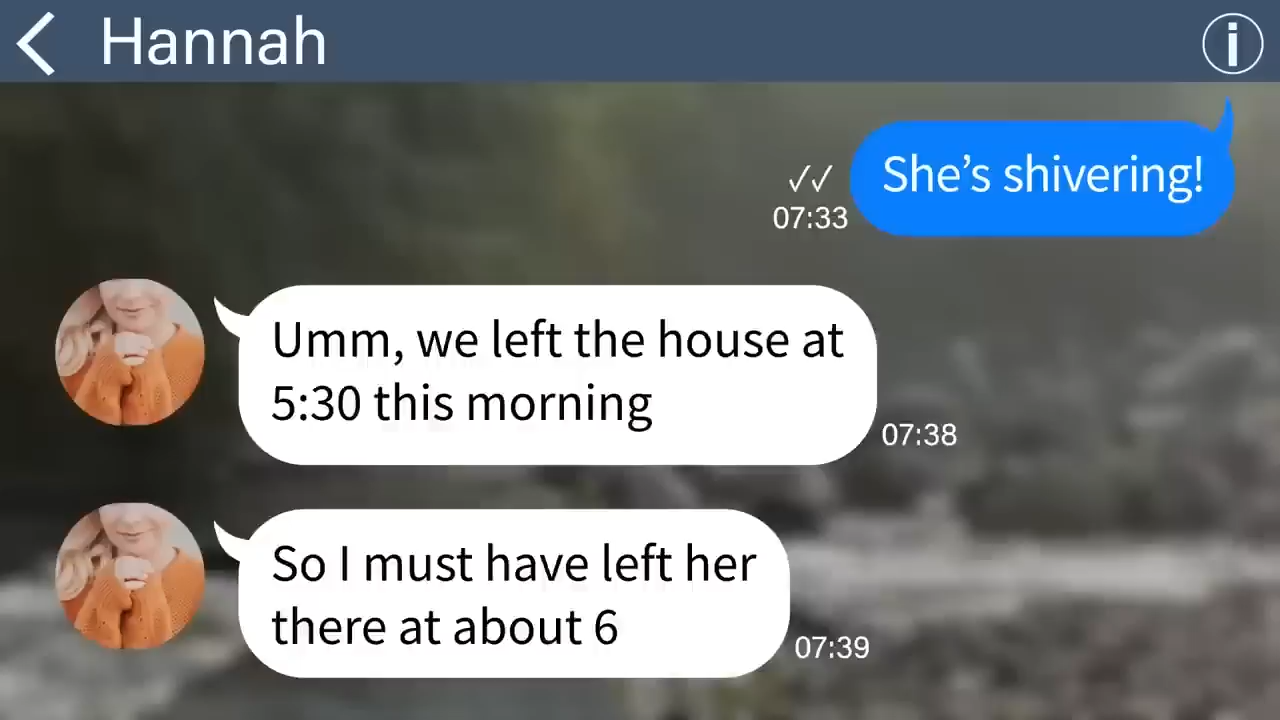 Hannah
She’s shivering!
07:33
Umm, we left the house at
5:30 this morning
07:38
So I must have left her
there at about 6
07:39